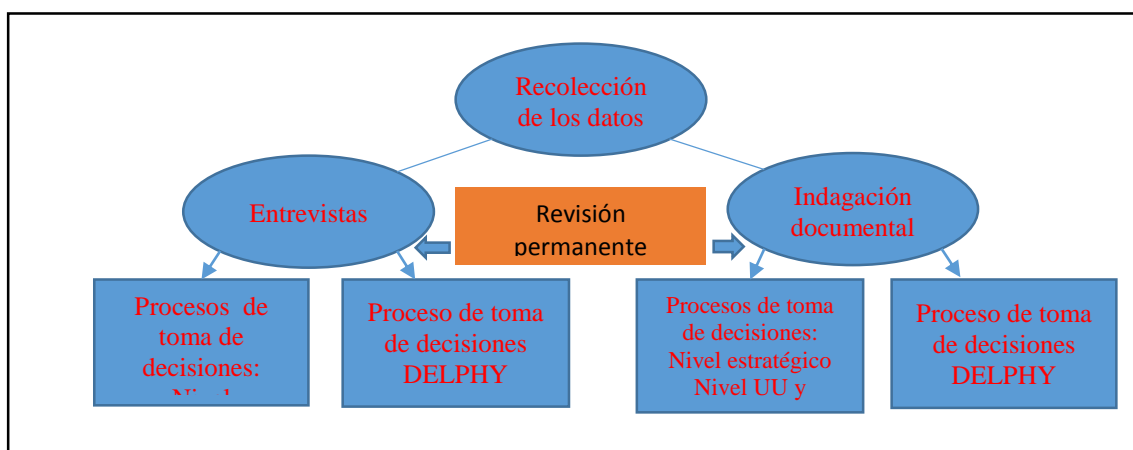 Recolección
de los datos
Entrevistas
Revisión
permanente
Indagación
documental
Procesos de
toma de
decisiones:
Proceso de toma
de decisiones
DELPHY
Procesos de toma
de decisiones:
Nivel estratégico
Nivel UU y
Proceso de toma
de decisiones
DELPHY